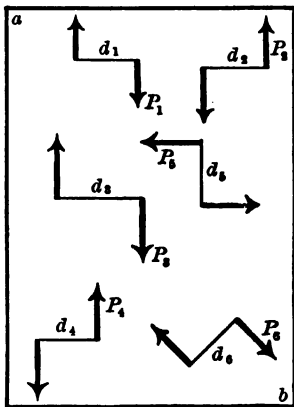 a
d₁
d₂
P₂
P₁
P₅
d₃
d₅
P₃
P₄
d₄
P₆
d₆
b